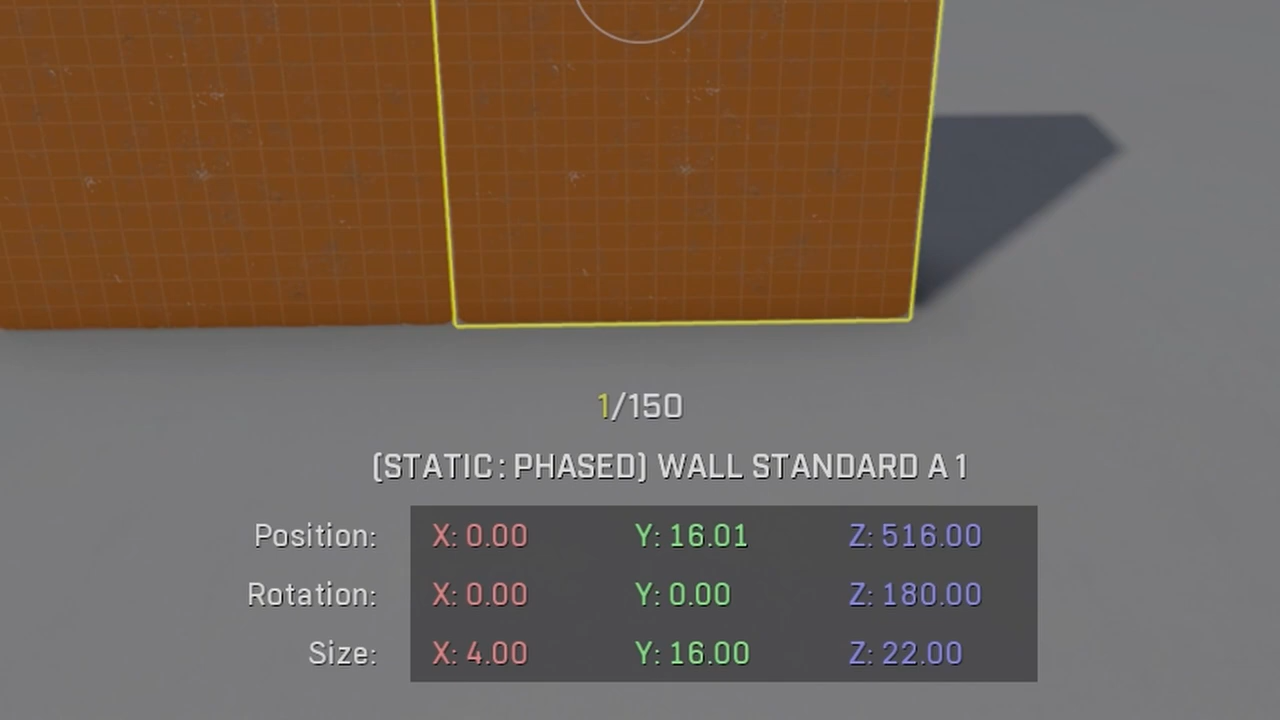 1/150
(STATIC : PHASED) WALL STANDARD A 1
Position: X: 0.00 Y: 16.01 Z: 516.00
Rotation: X: 0.00 Y: 0.00 Z: 180.00
Size: X: 4.00 Y: 16.00 Z: 22.00